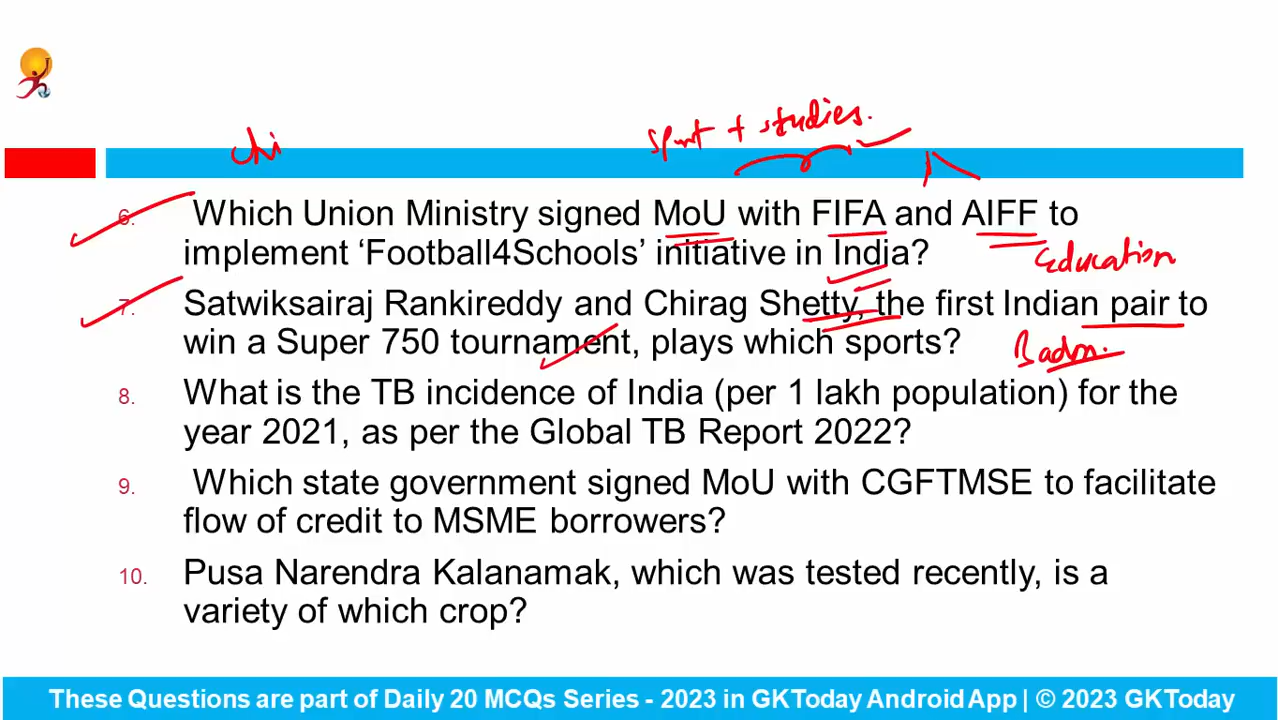 chi
sport + studies.
6. Which Union Ministry signed MoU with FIFA and AIFF to
implement ‘Football4Schools’ initiative in India?
Education
7. Satwiksairaj Rankireddy and Chirag Shetty, the first Indian pair to
win a Super 750 tournament, plays which sports?
Badm.
8. What is the TB incidence of India (per 1 lakh population) for the
year 2021, as per the Global TB Report 2022?
9. Which state government signed MoU with CGFTMSE to facilitate
flow of credit to MSME borrowers?
10. Pusa Narendra Kalanamak, which was tested recently, is a
variety of which crop?
These Questions are part of Daily 20 MCQs Series - 2023 in GKToday Android App | © 2023 GKToday